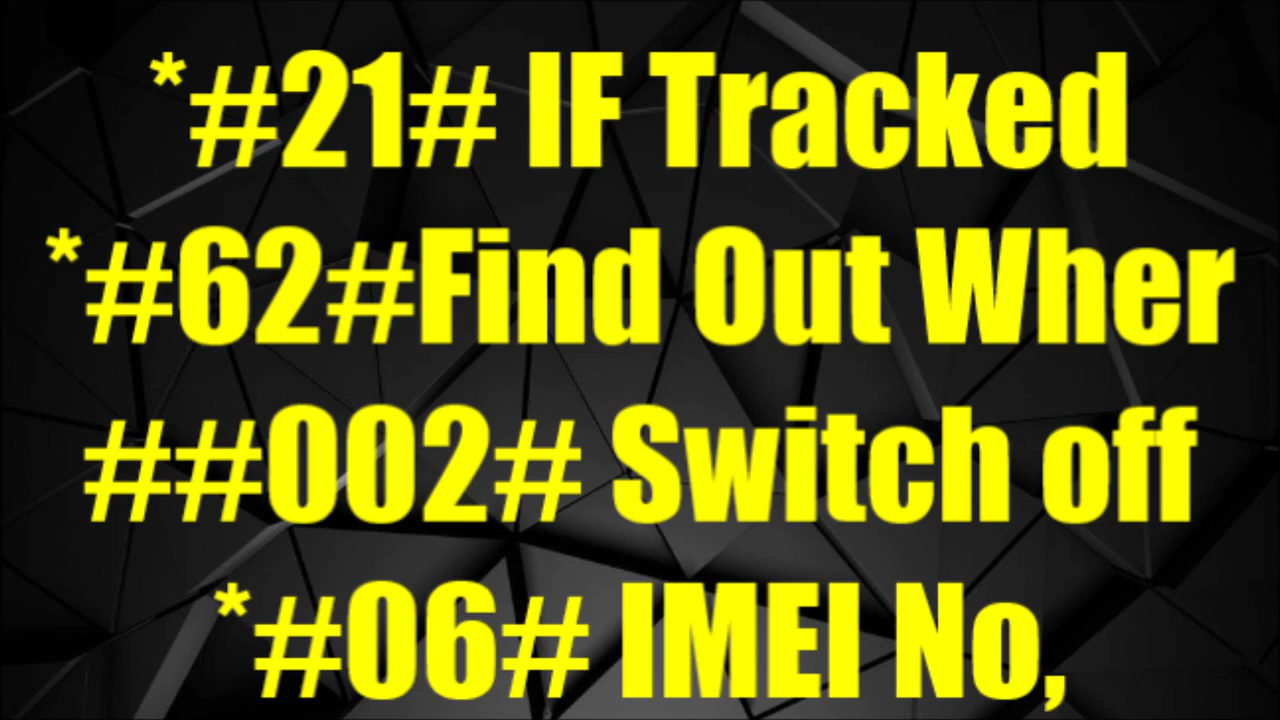 *#21# IF Tracked
*#62#Find Out Wher
##002# Switch off
*#06# IMEI No,